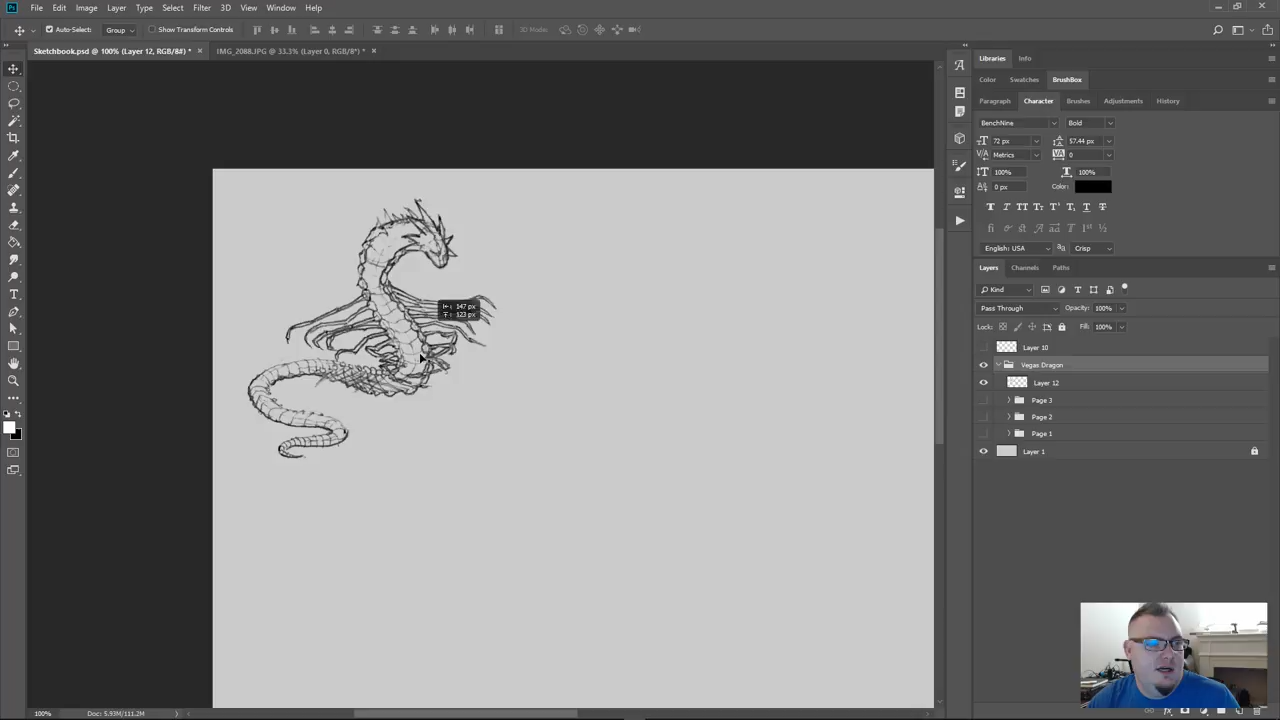 Ps File Edit Image Layer Type Select Filter 3D View Window Help
Auto-Select: Group Show Transform Controls 3D Mode:
Sketchbook.psd @ 100% (Layer 12, RGB/8#) * × IMG_2088.JPG @ 33.3% (Layer 0, RGB/8*) * ×
Libraries Info
Color Swatches BrushBox
Paragraph Character Brushes Adjustments History
BenchNine Bold
72 px 57.44 px
Metrics 0
100% 100%
0 px Color:
English: USA Crisp
Layers Channels Paths
Kind
Pass Through Opacity: 100%
Lock: Fill: 100%
Layer 10
Vegas Dragon
Layer 12
Page 3
Page 2
Page 1
Layer 1
147 px
123 px
100% Doc: 5.93M/111.2M